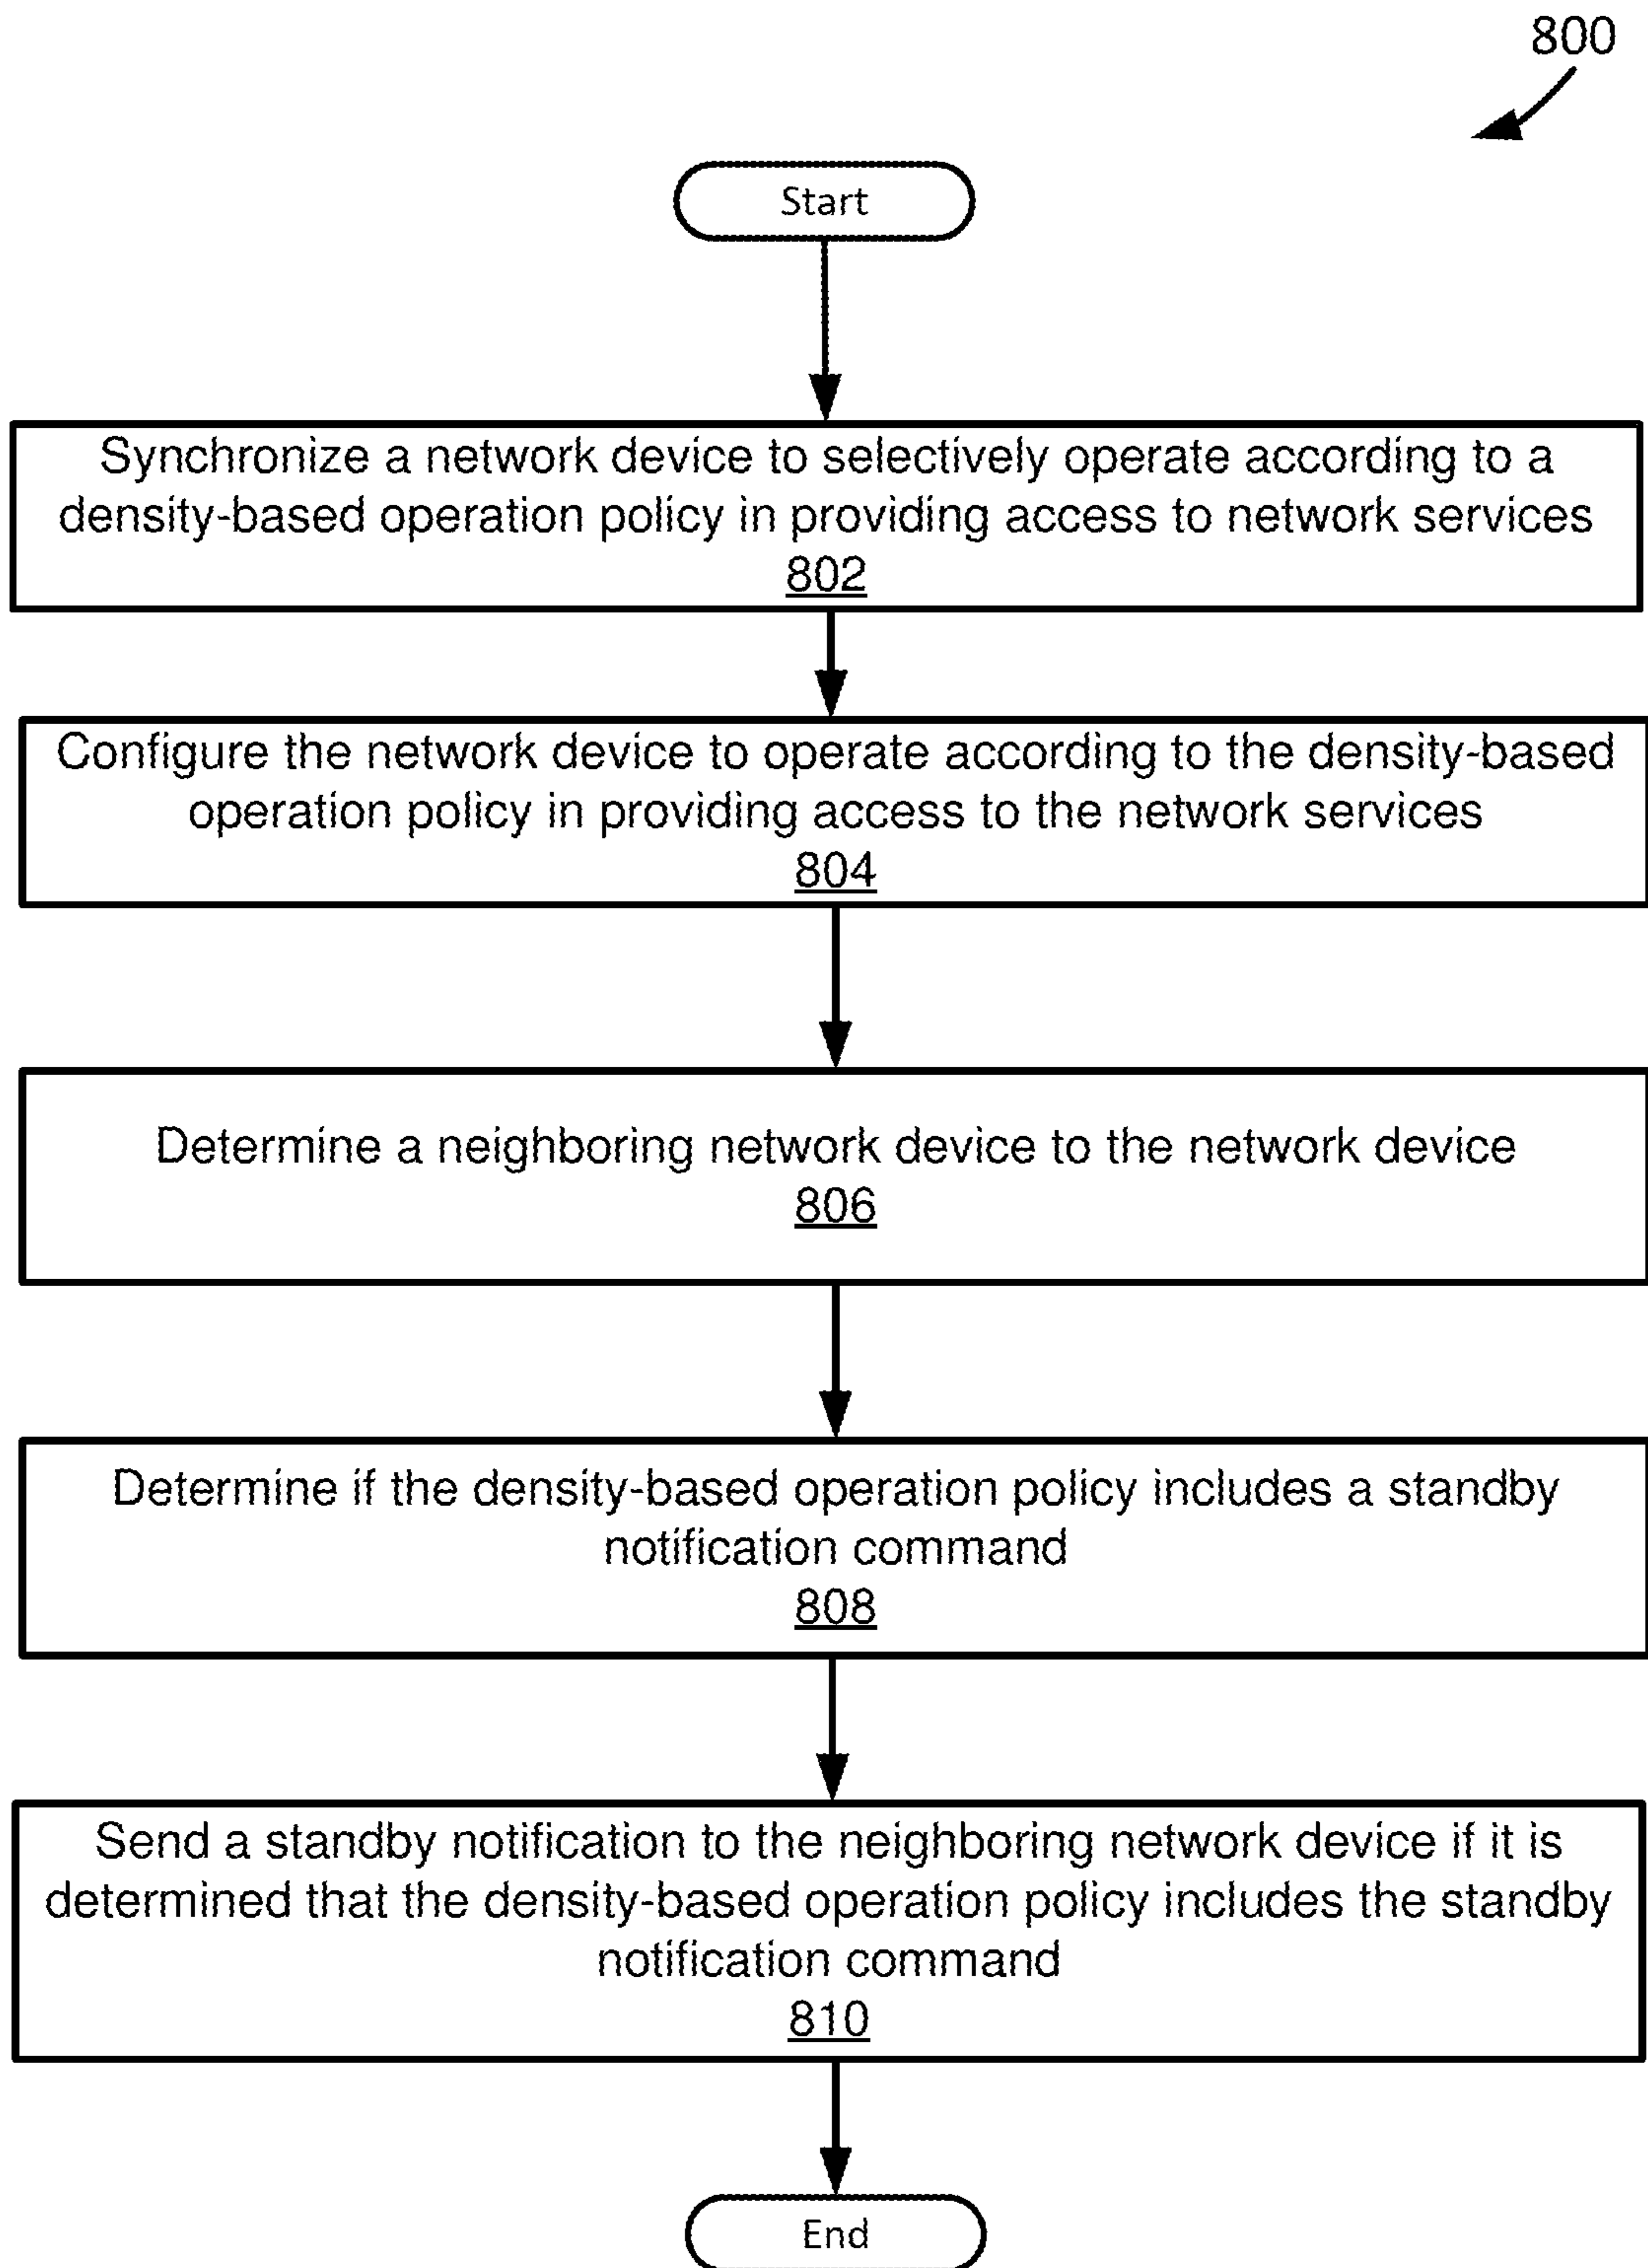 800
Start
Synchronize a network device to selectively operate according to a
density-based operation policy in providing access to network services
802
Configure the network device to operate according to the density-based
operation policy in providing access to the network services
804
Determine a neighboring network device to the network device
806
Determine if the density-based operation policy includes a standby
notification command
808
Send a standby notification to the neighboring network device if it is
determined that the density-based operation policy includes the standby
notification command
810
End